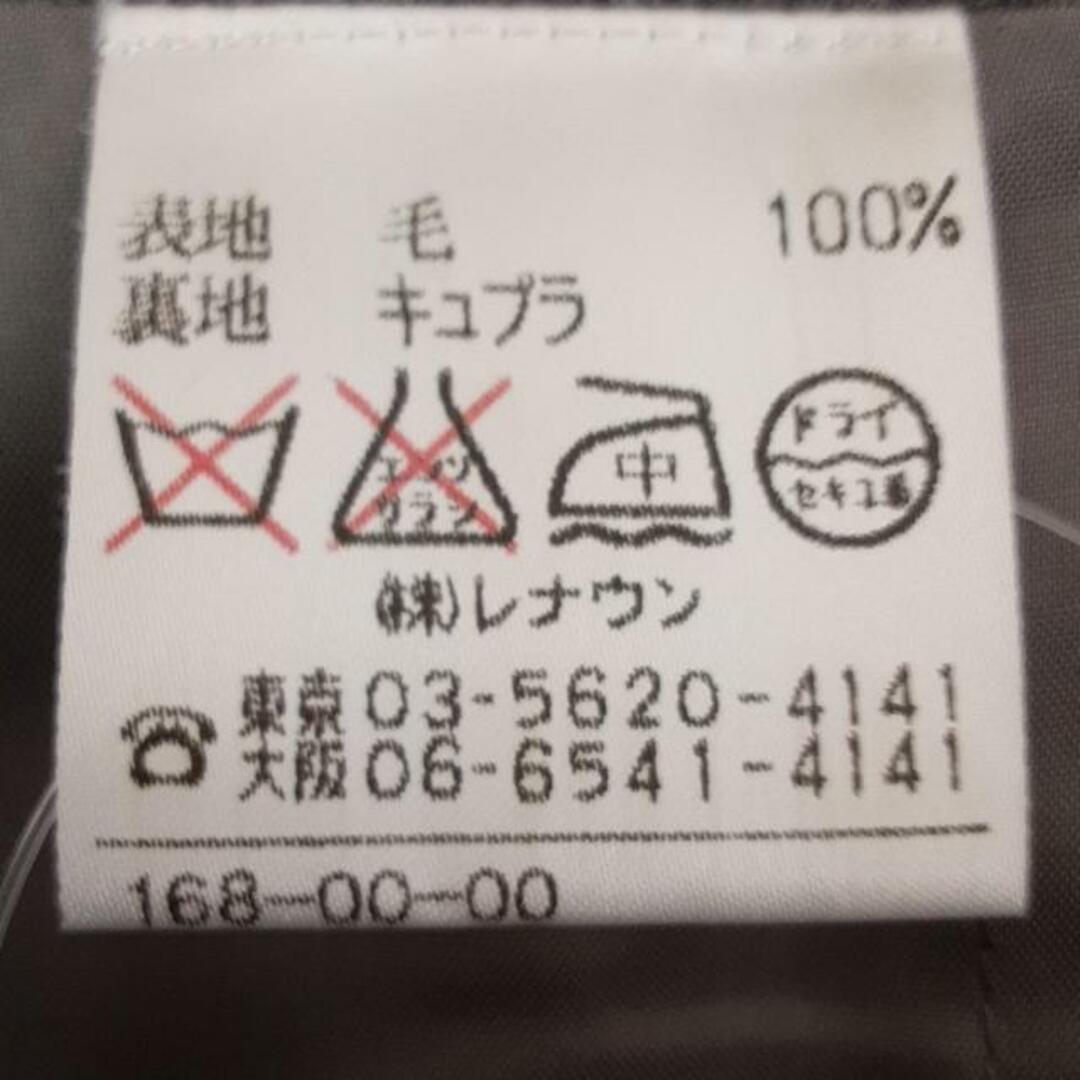 表地 毛 100%
裏地 キュプラ
エンソ
サラシ
中
ドライ
セキユ系
(株)レナウン
東京 03-5620-4141
大阪 06-6541-4141
168-00-00